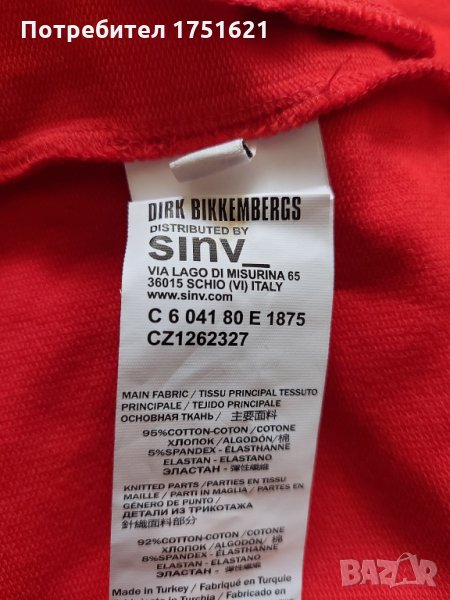 Потребител 1751621
DIRK BIKKEMBERGS
DISTRIBUTED BY
sinv_
VIA LAGO DI MISURINA 65
36015 SCHIO (VI) ITALY
www.sinv.com
C 6 041 80 E 1875
CZ1262327
MAIN FABRIC / TISSU PRINCIPAL TESSUTO
PRINCIPALE / TEJIDO PRINCIPALE /
ОСНОВНАЯ ТКАНЬ / 主要面料
95%COTTON-COTON /COTONE
ХЛОПОК /ALGODÓN/ 棉
5%SPANDEX - ELASTHAN/
ELASTAN - ELASTANO
ЭЛАСТАН - 彈性纖維
KNITTED PARTS /PARTIES EN TISSU
MAILLE / PARTI IN MAGLIA / PARTES EN
GÉNERO DE PUNTO /
ДЕТАЛИ ИЗ ТРИКОТАЖА
針織面料部分
92%COTTON-COTON /COTONE
ХЛОПОК /ALGODÓN/ 棉
8%SPANDEX - ELASTHAN/
ELASTAN - ELASTANO
ЭЛАСТАН - 彈性纖維
Made in Turkey / Fabriqué en Turquie
Fabricado en
BAZAR